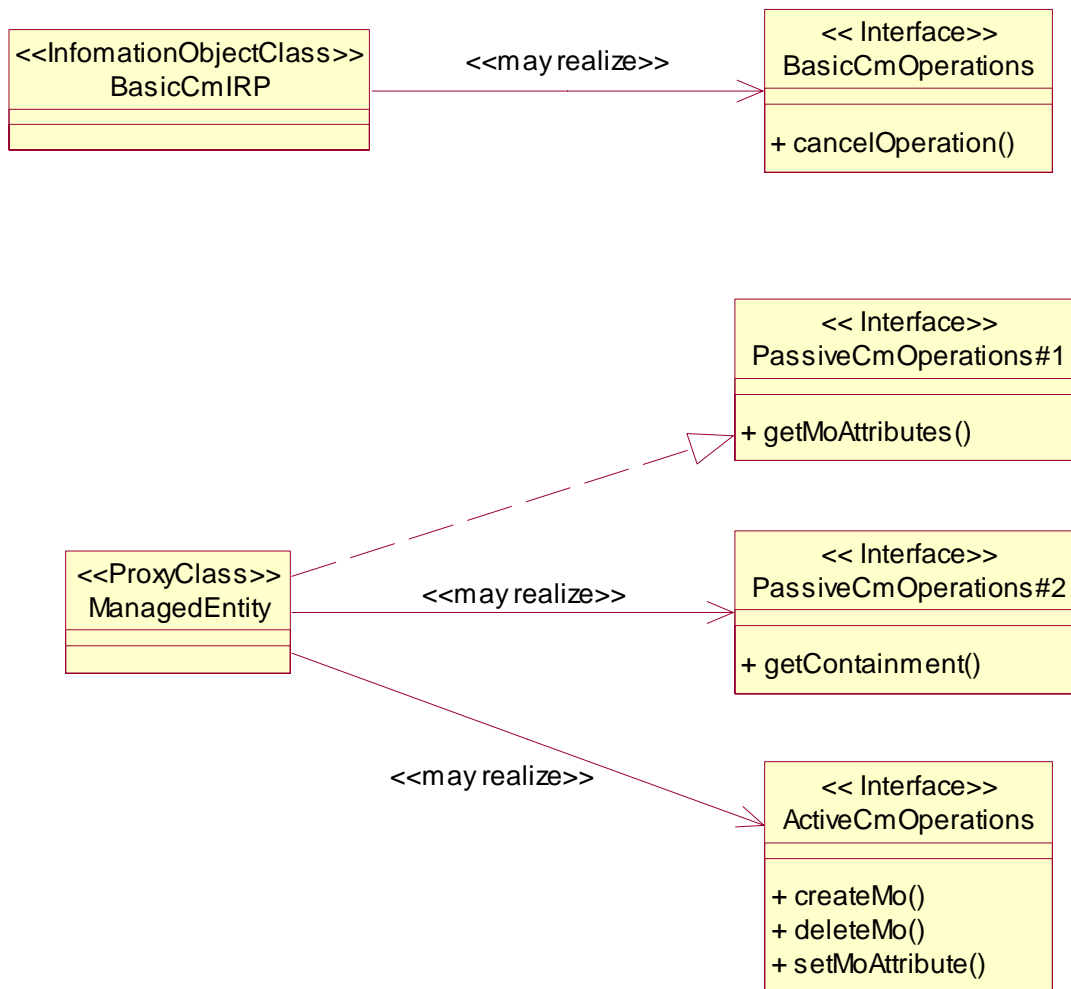 <<InfomationObjectClass>>
BasicCmIRP
<<may realize>>
<< Interface>>
BasicCmOperations
+ cancelOperation()
<< Interface>>
PassiveCmOperations#1
+ getMoAttributes()
<<ProxyClass>>
ManagedEntity
<<may realize>>
<< Interface>>
PassiveCmOperations#2
+ getContainment()
<<may realize>>
<< Interface>>
ActiveCmOperations
+ createMo()
+ deleteMo()
+ setMoAttribute()